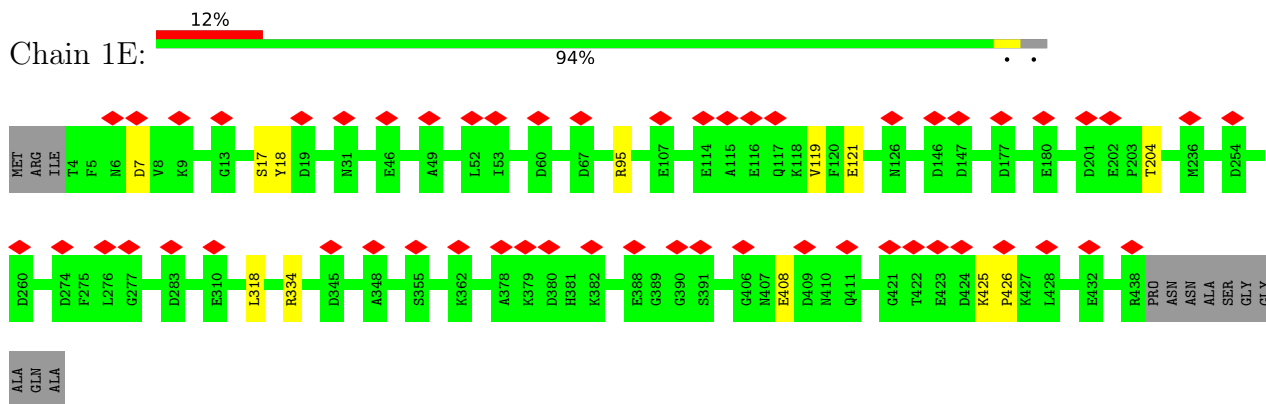 12%
Chain 1E:
94%
. .
MET ARG ILE T4 F5 N6 D7 V8 K9 G13 S17 Y18 D19 N31 E46 A49 L52 I53 D60 D67 R95 E107 E114 A115 E116 Q117 K118 V119 F120 E121 N126 D146 D147 D177 E180 D201 E202 P203 T204 M236 D254
D260 D274 F275 L276 G277 D283 E310 L318 R334 D345 A348 S355 K362 A378 K379 D380 H381 K382 E388 G389 G390 S391 G406 N407 E408 D409 N410 Q411 G421 T422 E423 D424 K425 P426 K427 L428 E432 R438 PRO ASN ASN ALA SER GLY GLY
ALA GLN ALA